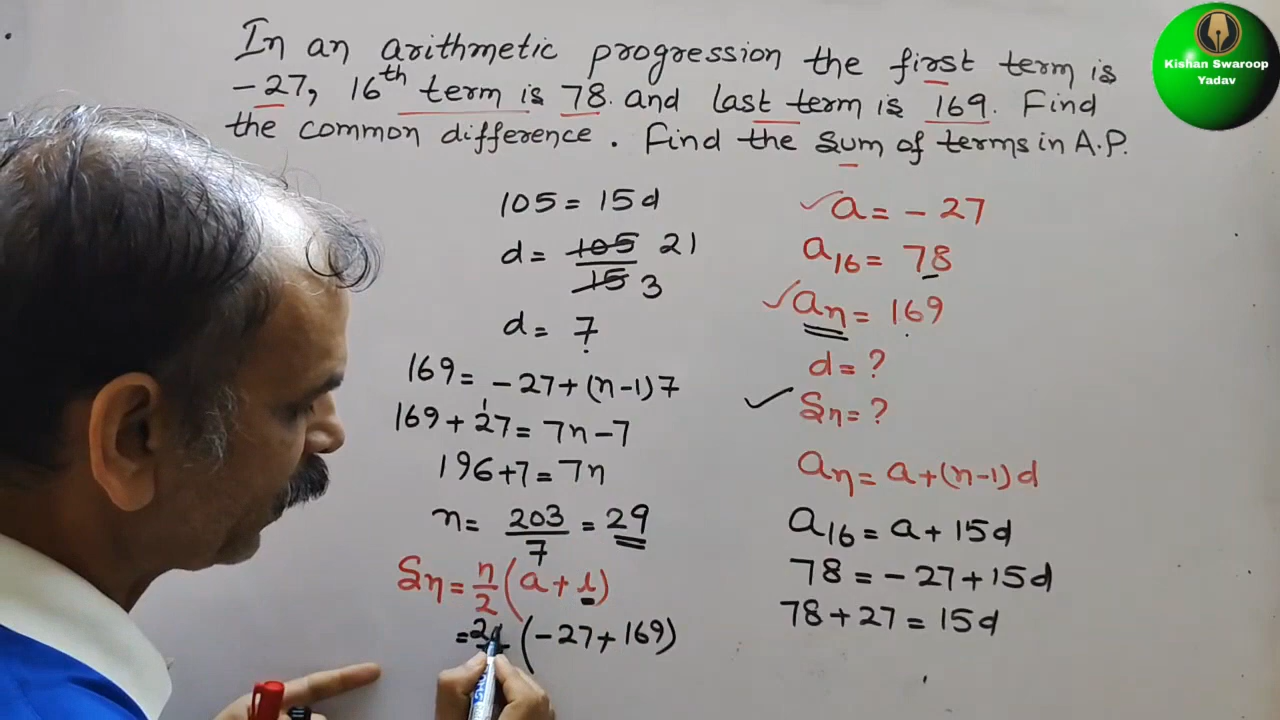 In an arithmetic progression the first term is
-27, 16th term is 78. and last term is 169. Find
the common difference. Find the Sum of terms in A.P.
Kishan Swaroop
Yadav
105 = 15d
d = 105 21
15 3
d = 7
169 = -27+(n-1)7
169 + 27 = 7n-7
196+7 = 7n
n = 203/7 = 29
Sn = n/2 (a + l)
= 29 (-27+169)
✓a = -27
a16 = 78
✓an = 169
d = ?
✓Sn = ?
an = a+(n-1)d
a16 = a + 15d
78 = -27+15d
78+27 = 15d